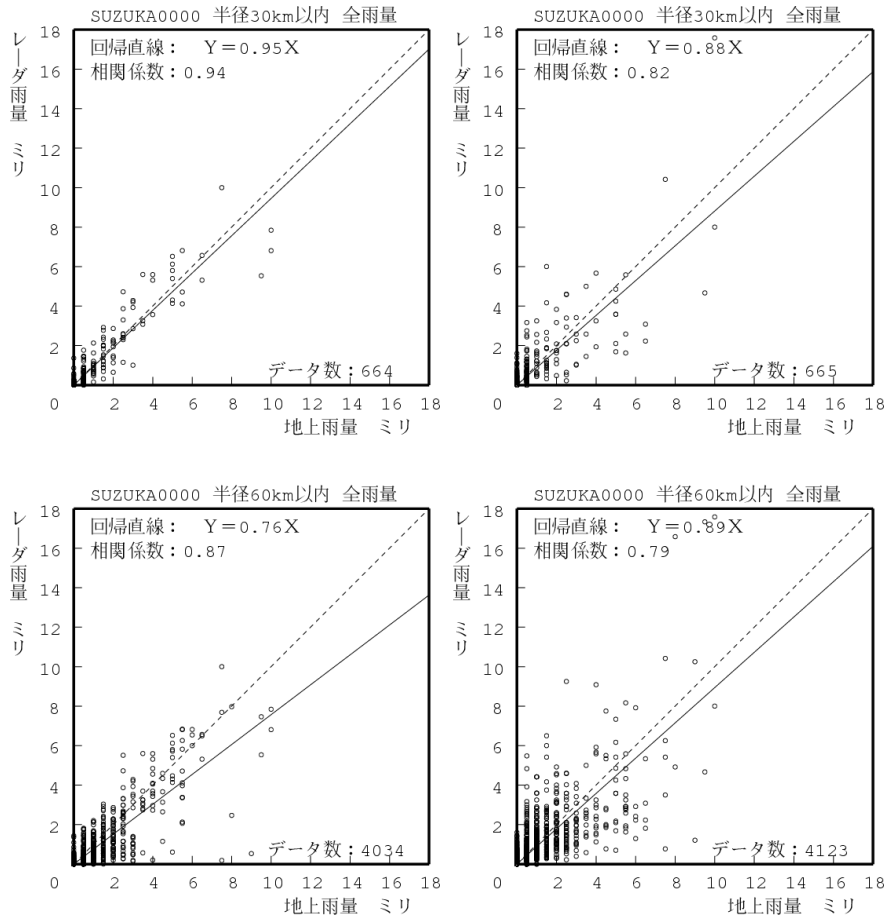 SUZUKA0000 半径30km以内 全雨量
レーダ雨量 ミリ
回帰直線： Y＝0.95X
相関係数：0.94
18
16
14
12
10
8
6
4
2
データ数：664
0 2 4 6 8 10 12 14 16 18
地上雨量 ミリ
SUZUKA0000 半径30km以内 全雨量
レーダ雨量 ミリ
回帰直線： Y＝0.88X
相関係数：0.82
18
16
14
12
10
8
6
4
2
データ数：665
0 2 4 6 8 10 12 14 16 18
地上雨量 ミリ
SUZUKA0000 半径60km以内 全雨量
レーダ雨量 ミリ
回帰直線： Y＝0.76X
相関係数：0.87
18
16
14
12
10
8
6
4
2
データ数：4034
0 2 4 6 8 10 12 14 16 18
地上雨量 ミリ
SUZUKA0000 半径60km以内 全雨量
レーダ雨量 ミリ
回帰直線： Y＝0.89X
相関係数：0.79
18
16
14
12
10
8
6
4
2
データ数：4123
0 2 4 6 8 10 12 14 16 18
地上雨量 ミリ